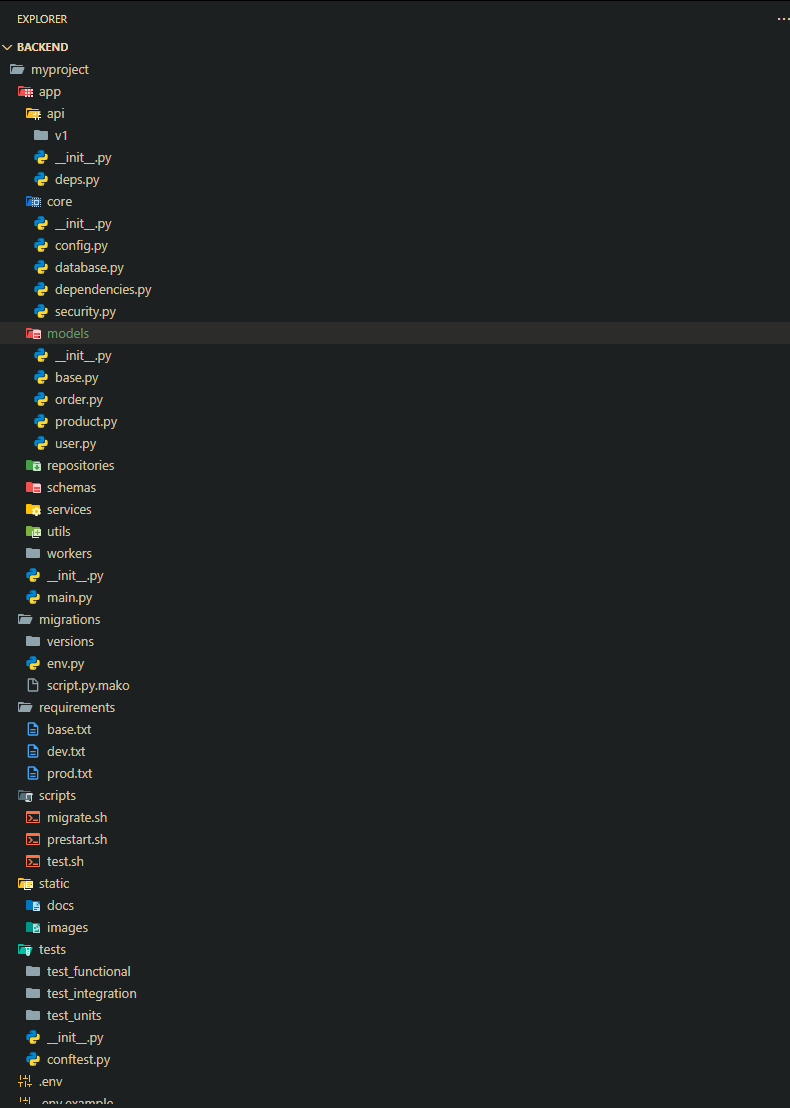 EXPLORER
BACKEND
myproject
app
api
v1
__init__.py
deps.py
core
__init__.py
config.py
database.py
dependencies.py
security.py
models
__init__.py
base.py
order.py
product.py
user.py
repositories
schemas
services
utils
workers
__init__.py
main.py
migrations
versions
env.py
script.py.mako
requirements
base.txt
dev.txt
prod.txt
scripts
migrate.sh
prestart.sh
test.sh
static
docs
images
tests
test_functional
test_integration
test_units
__init__.py
conftest.py
.env
.env.example